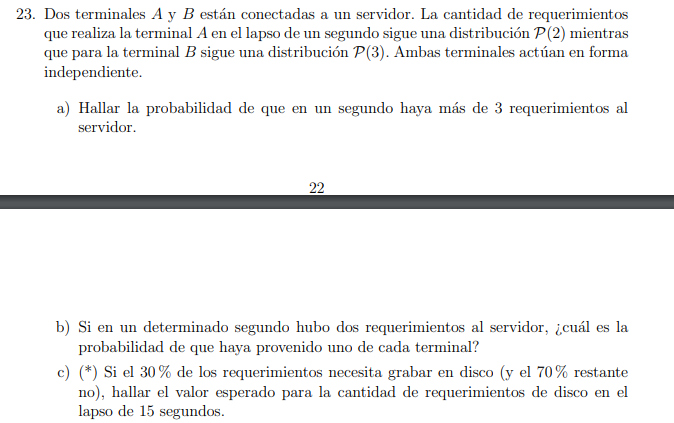 23. Dos terminales A y B están conectadas a un servidor. La cantidad de requerimientos
que realiza la terminal A en el lapso de un segundo sigue una distribución P(2) mientras
que para la terminal B sigue una distribución P(3). Ambas terminales actúan en forma
independiente.
a) Hallar la probabilidad de que en un segundo haya más de 3 requerimientos al
servidor.
22
b) Si en un determinado segundo hubo dos requerimientos al servidor, ¿cuál es la
probabilidad de que haya provenido uno de cada terminal?
c) (*) Si el 30 % de los requerimientos necesita grabar en disco (y el 70 % restante
no), hallar el valor esperado para la cantidad de requerimientos de disco en el
lapso de 15 segundos.